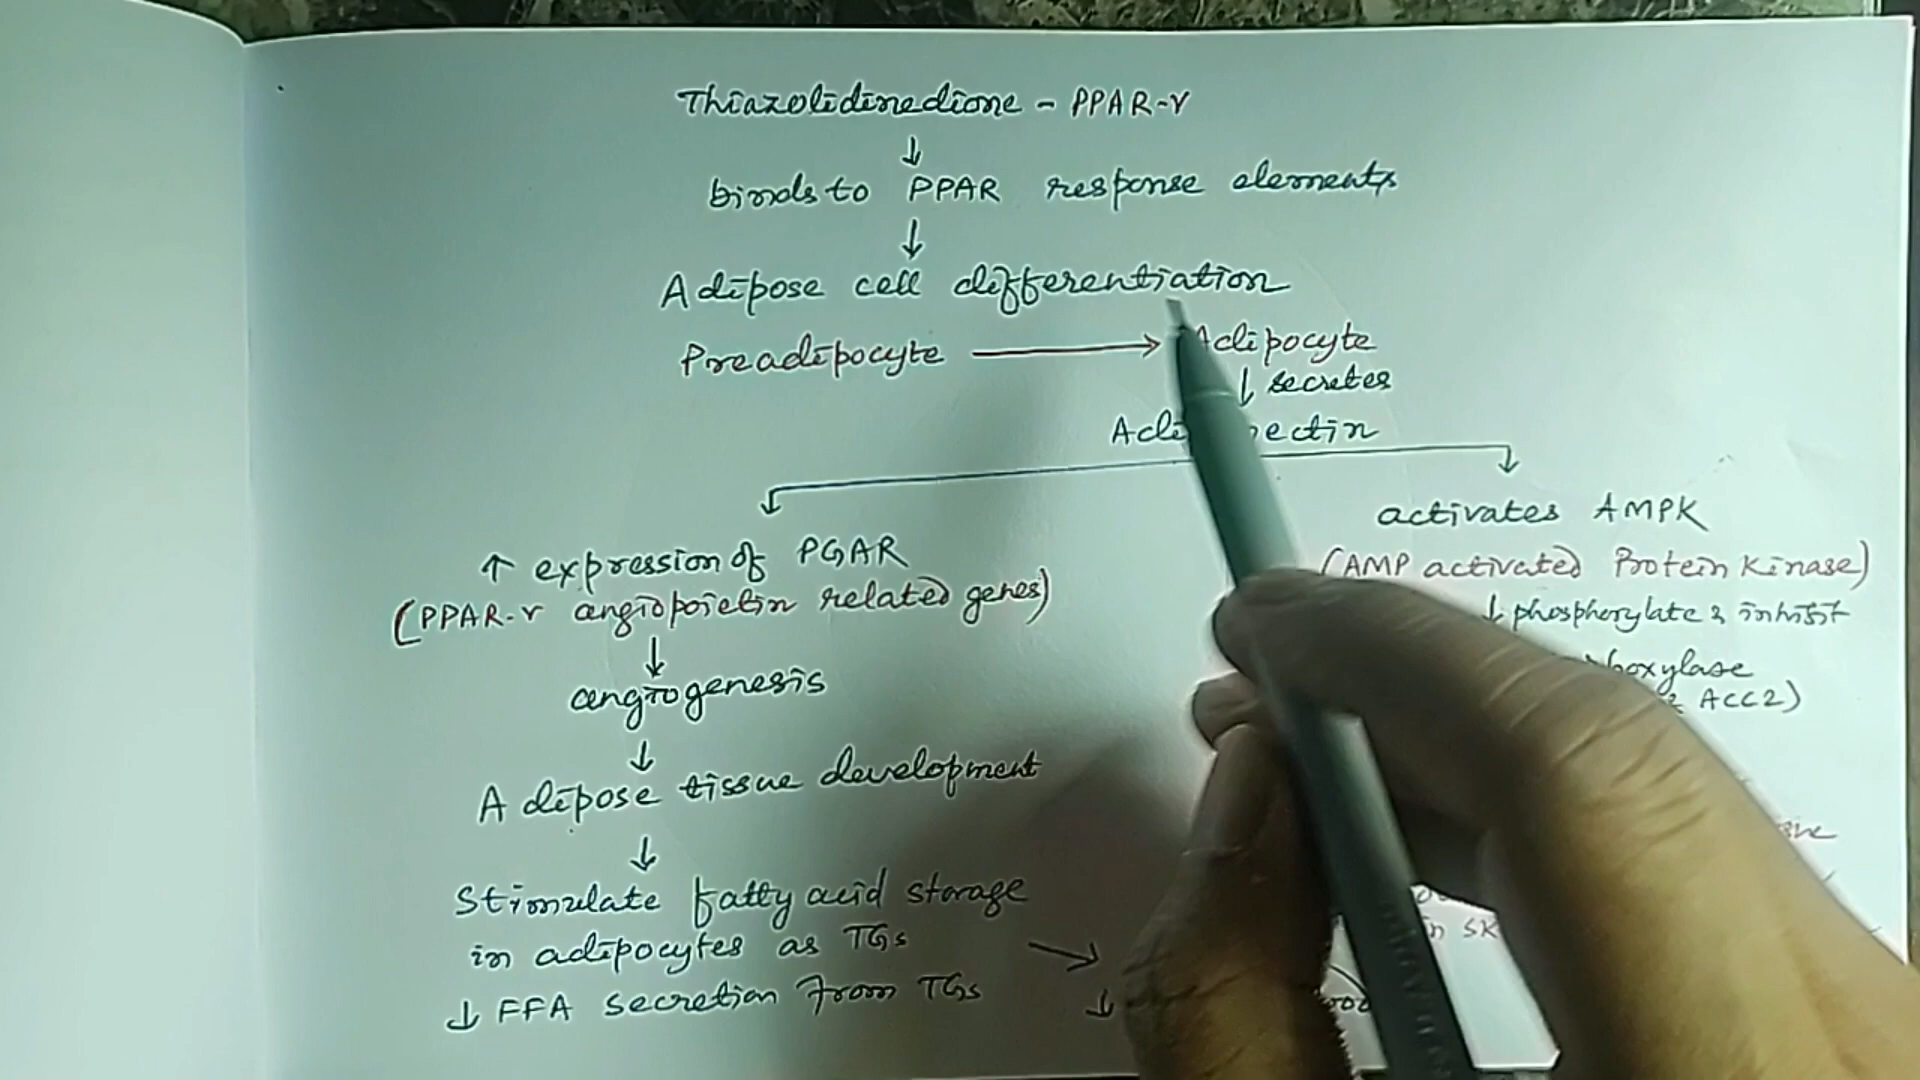 Thiazolidinedione - PPAR-γ
↓
binds to PPAR response elements
↓
Adipose cell differentiation
Preadipocyte → Adipocyte
↓ secretes
↑ expression of PGAR
(PPAR-γ angiopoietin related genes)
↓
angiogenesis
↓
Adipose tissue development
↓
Stimulate fatty acid storage
in adipocytes as TGs →
↓ FFA secretion from TGs ↓
activates AMPK
(AMP activated Protein Kinase)
↓ phosphorylate & inhibit
ACC2)
in